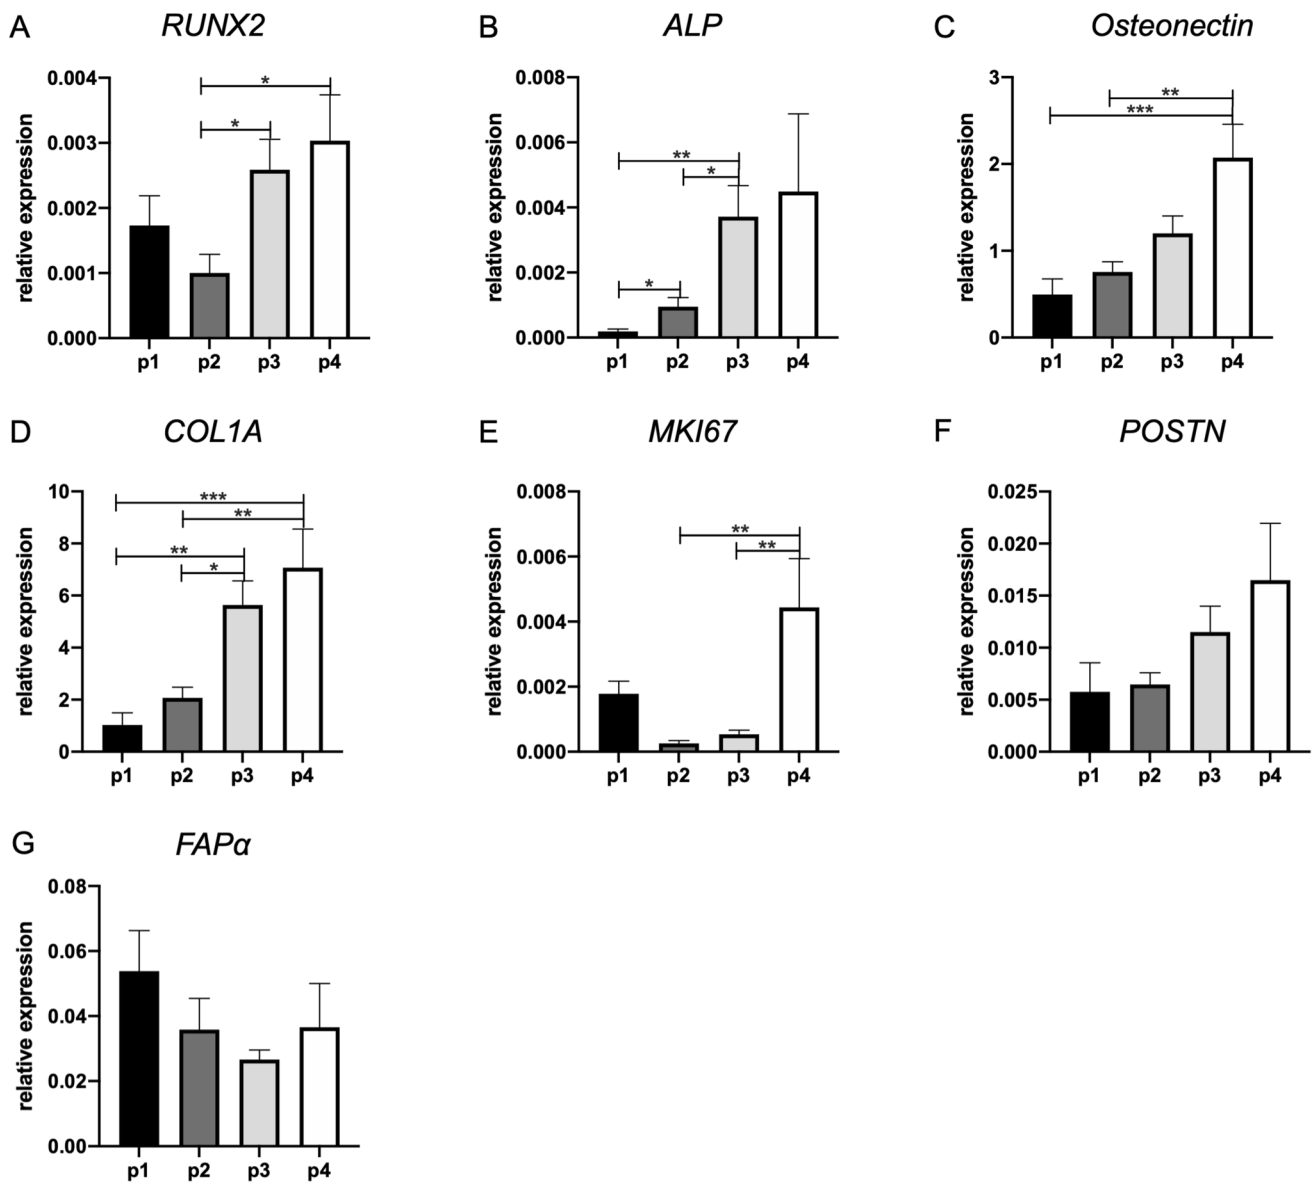 A RUNX2
B ALP
C Osteonectin
relative expression
0.004
0.003
0.002
0.001
0.000
*
*
p1 p2 p3 p4
relative expression
0.008
0.006
0.004
0.002
0.000
**
*
*
p1 p2 p3 p4
relative expression
3
2
1
0
**
***
p1 p2 p3 p4
D COL1A
E MKI67
F POSTN
relative expression
10
8
6
4
2
0
***
**
**
*
p1 p2 p3 p4
relative expression
0.008
0.006
0.004
0.002
0.000
**
**
p1 p2 p3 p4
relative expression
0.025
0.020
0.015
0.010
0.005
0.000
p1 p2 p3 p4
G FAPα
relative expression
0.08
0.06
0.04
0.02
0.00
p1 p2 p3 p4